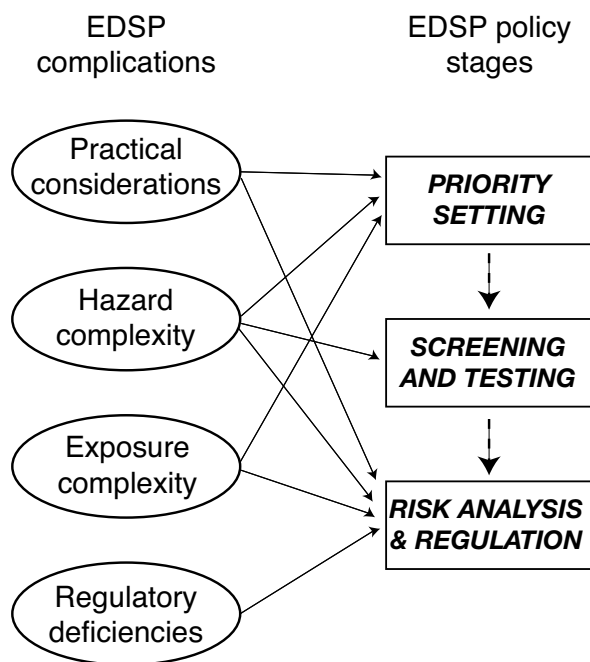 EDSP
complications
EDSP policy
stages
Practical
considerations
Hazard
complexity
Exposure
complexity
Regulatory
deficiencies
PRIORITY
SETTING
SCREENING
AND TESTING
RISK ANALYSIS
& REGULATION